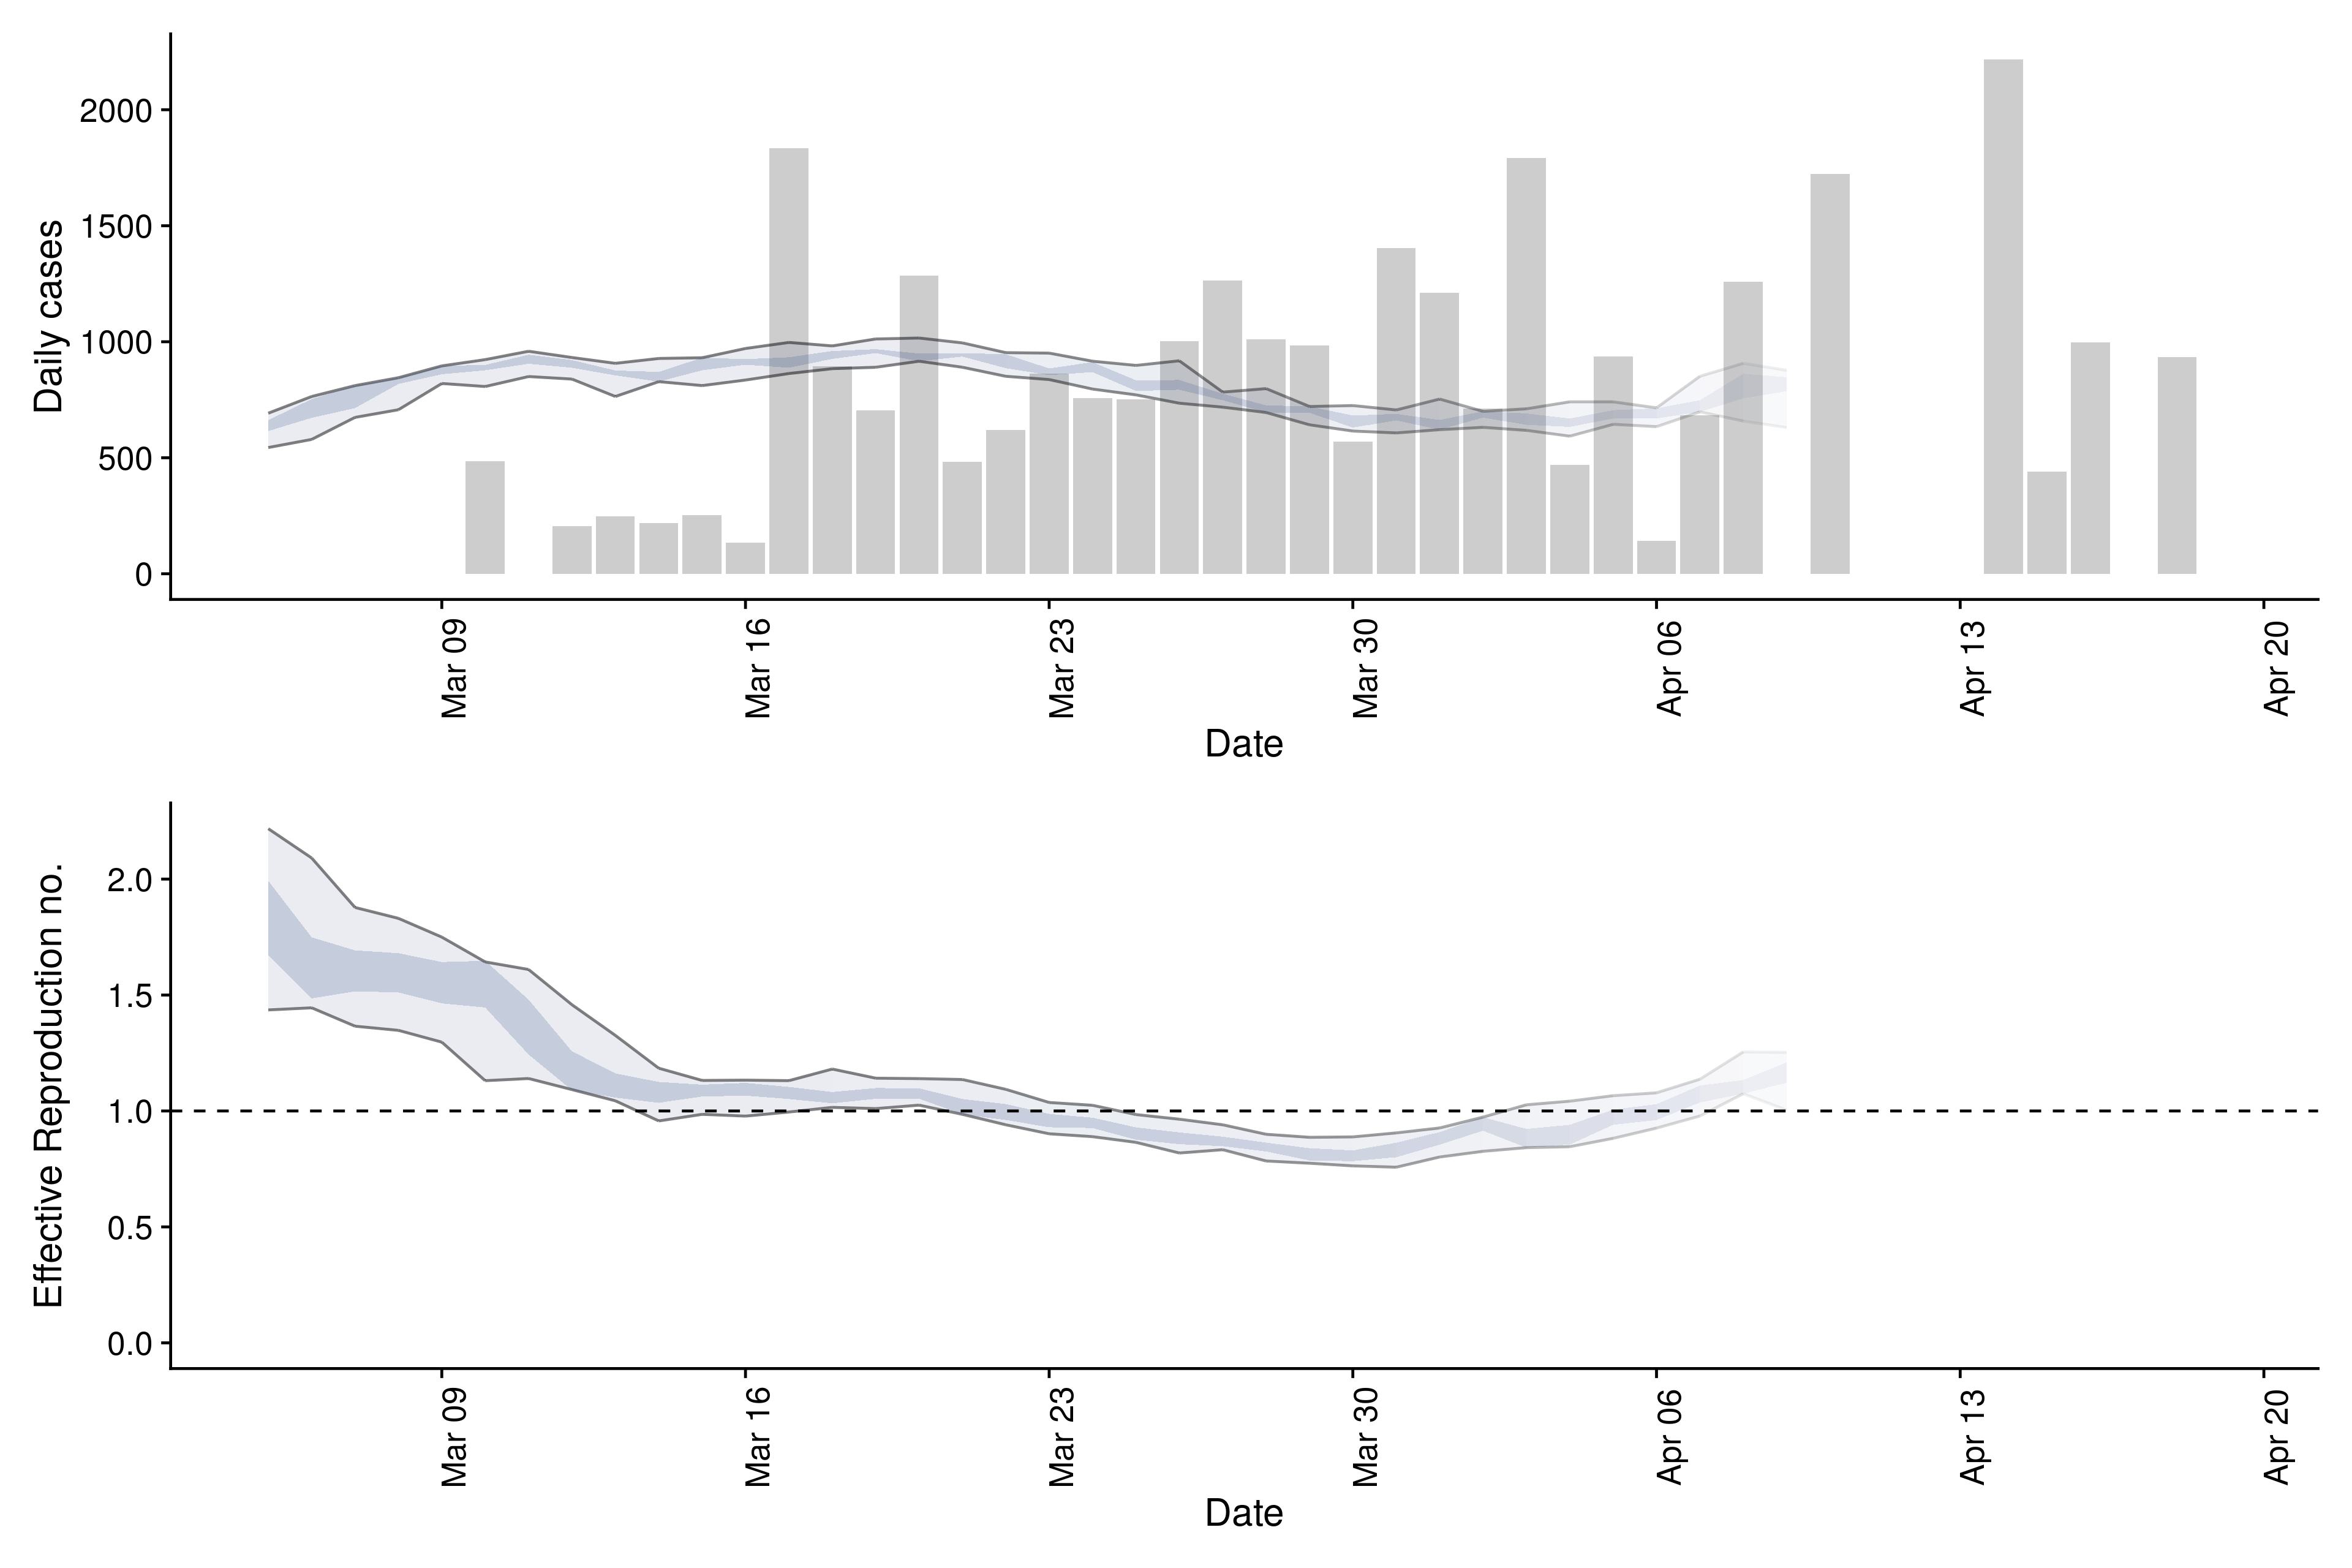 Daily cases
2000
1500
1000
500
0
Mar 09
Mar 16
Mar 23
Mar 30
Apr 06
Apr 13
Apr 20
Date
Effective Reproduction no.
2.0
1.5
1.0
0.5
0.0
Mar 09
Mar 16
Mar 23
Mar 30
Apr 06
Apr 13
Apr 20
Date